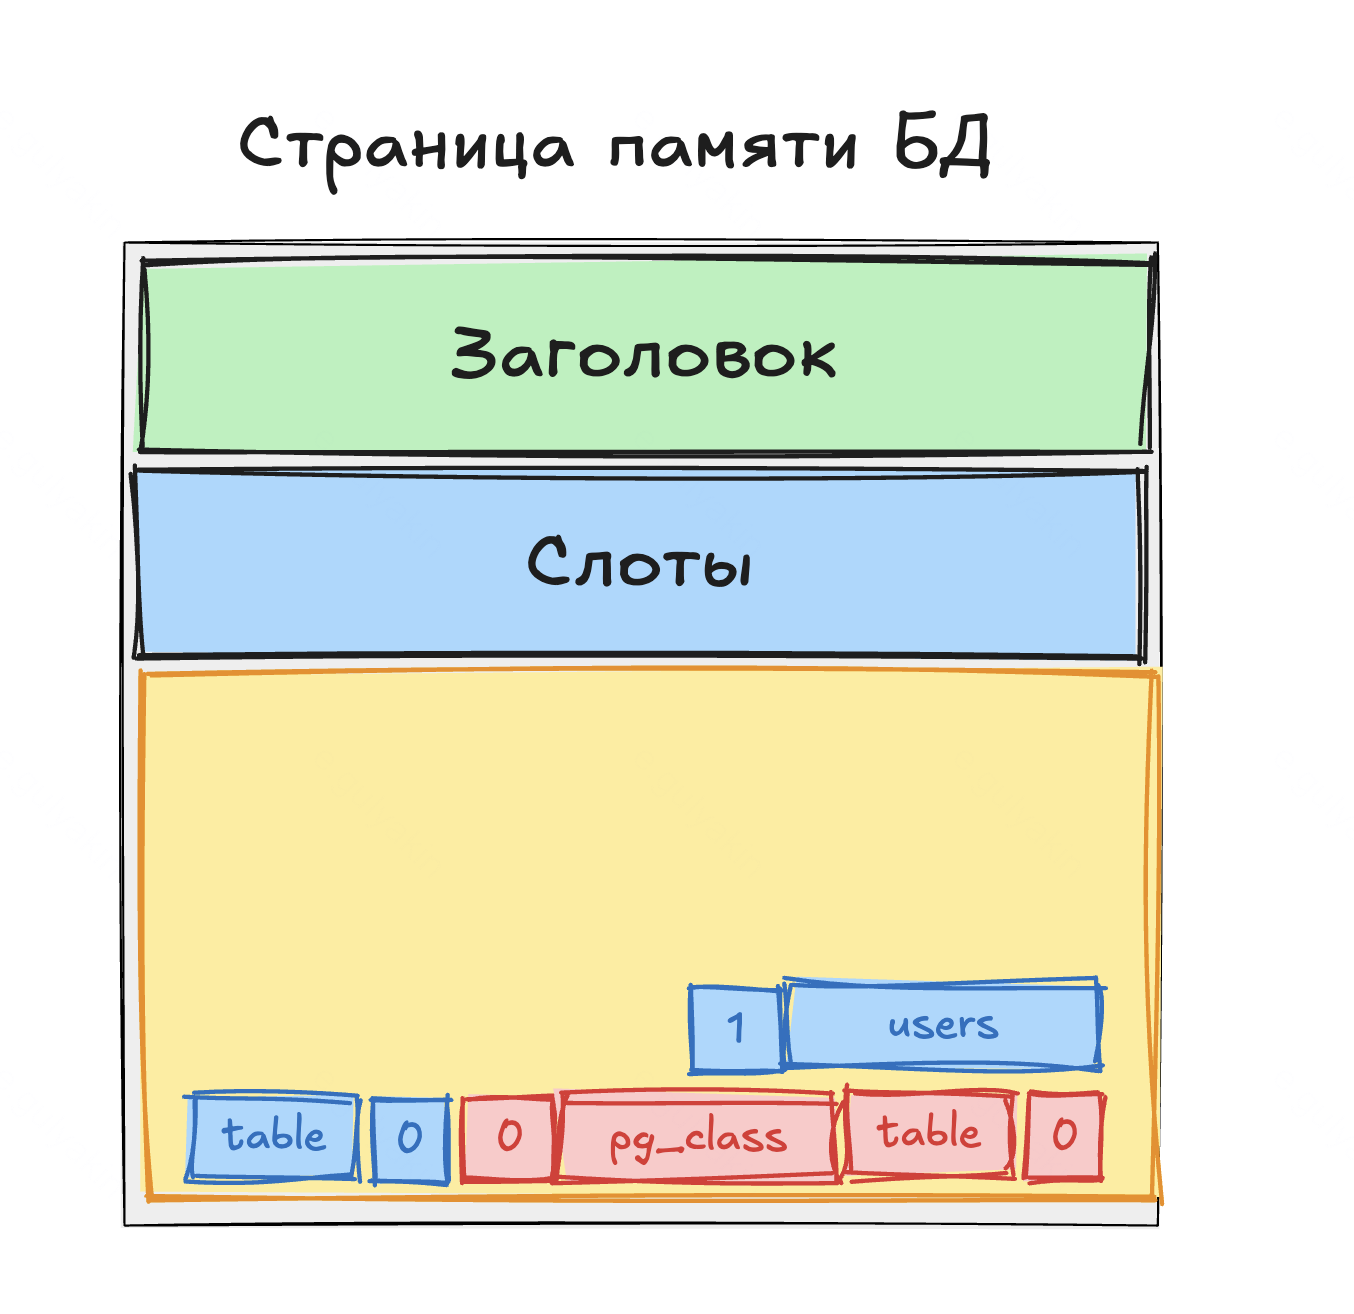 Страница памяти БД
Заголовок
Слоты
1 users
table 0 0 pg_class table 0